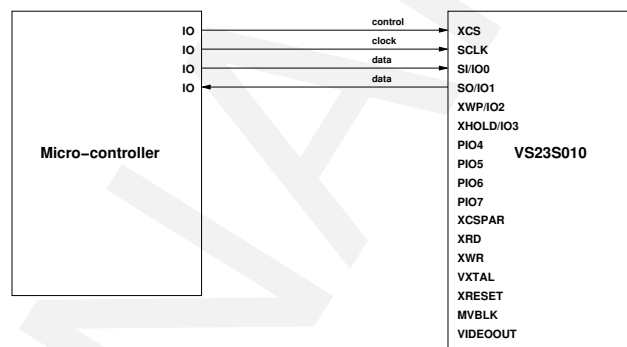 control
IO XCS
clock
IO SCLK
data
IO SI/IO0
data
IO SO/IO1
XWP/IO2
XHOLD/IO3
PIO4
Micro-controller VS23S010
PIO5
PIO6
PIO7
XCSPAR
XRD
XWR
VXTAL
XRESET
MVBLK
VIDEOOUT